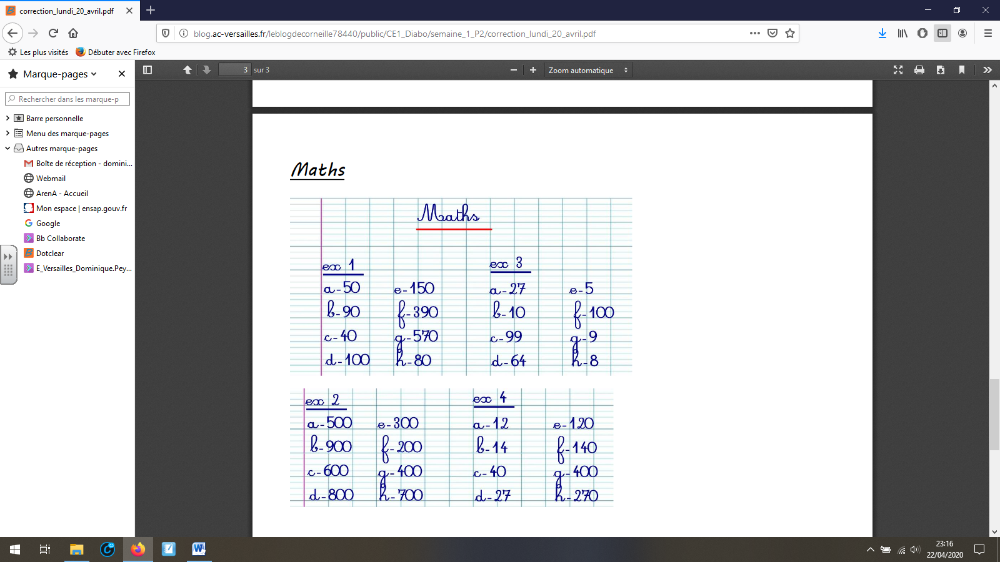 correction_lundi_20_avril.pdf
blog.ac-versailles.fr/leblogdecorneille78440/public/CE1_Diabo/semaine_1_P2/correction_lundi_20_avril.pdf
Les plus visités Débuter avec Firefox
Marque-pages
3 sur 3
Zoom automatique
Rechercher dans les marque-p
Barre personnelle
Menu des marque-pages
Autres marque-pages
Boîte de réception - domini...
Webmail
ArenA - Accueil
Mon espace | ensap.gouv.fr
Google
Bb Collaborate
Dotclear
E_Versailles_Dominique.Pey...
Maths
Maths
ex 1
a-50 e-150
b-90 f-390
c-40 g-570
d-100 h-80
ex 3
a-27 e-5
b-10 f-100
c-99 g-9
d-64 h-8
ex 2
a-500 e-300
b-900 f-200
c-600 g-400
d-800 h-700
ex 4
a-12 e-120
b-14 f-140
c-40 g-400
d-27 h-270
23:16
22/04/2020